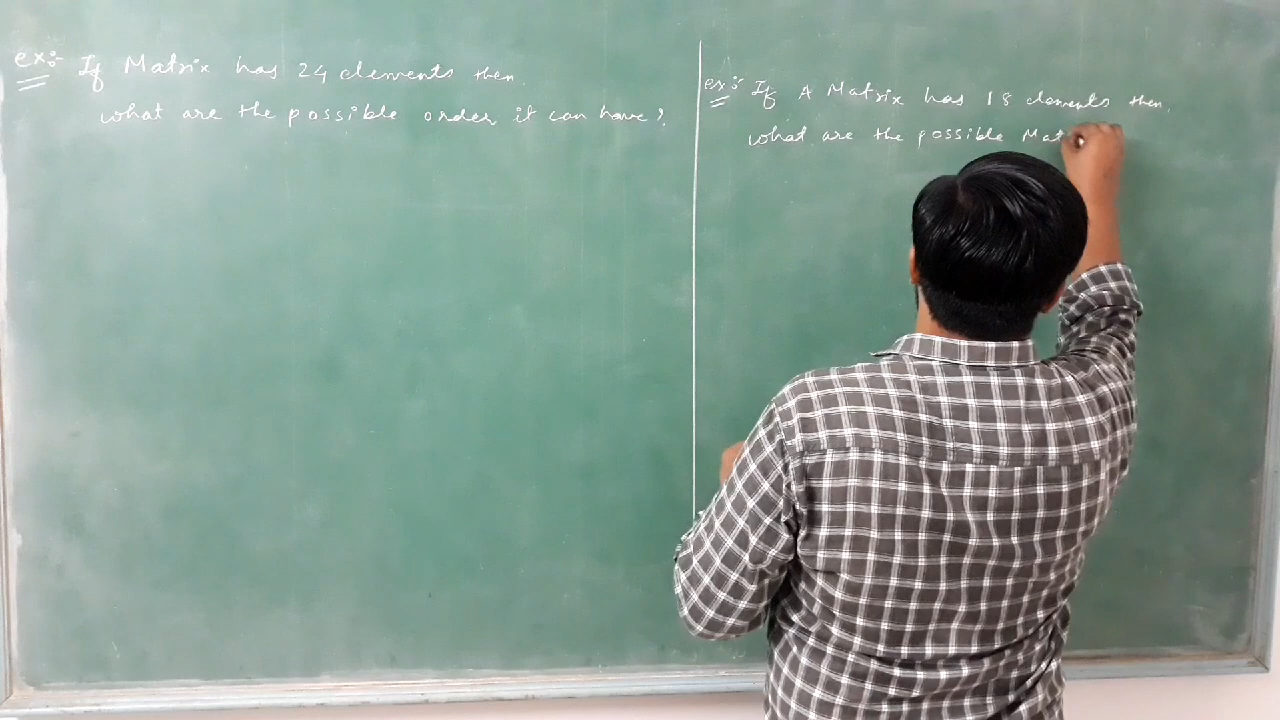 ex:- If Matrix has 24 elements then.
what are the possible order it can have?
ex:- If A Matrix has 18 elements then.
what are the possible Mat